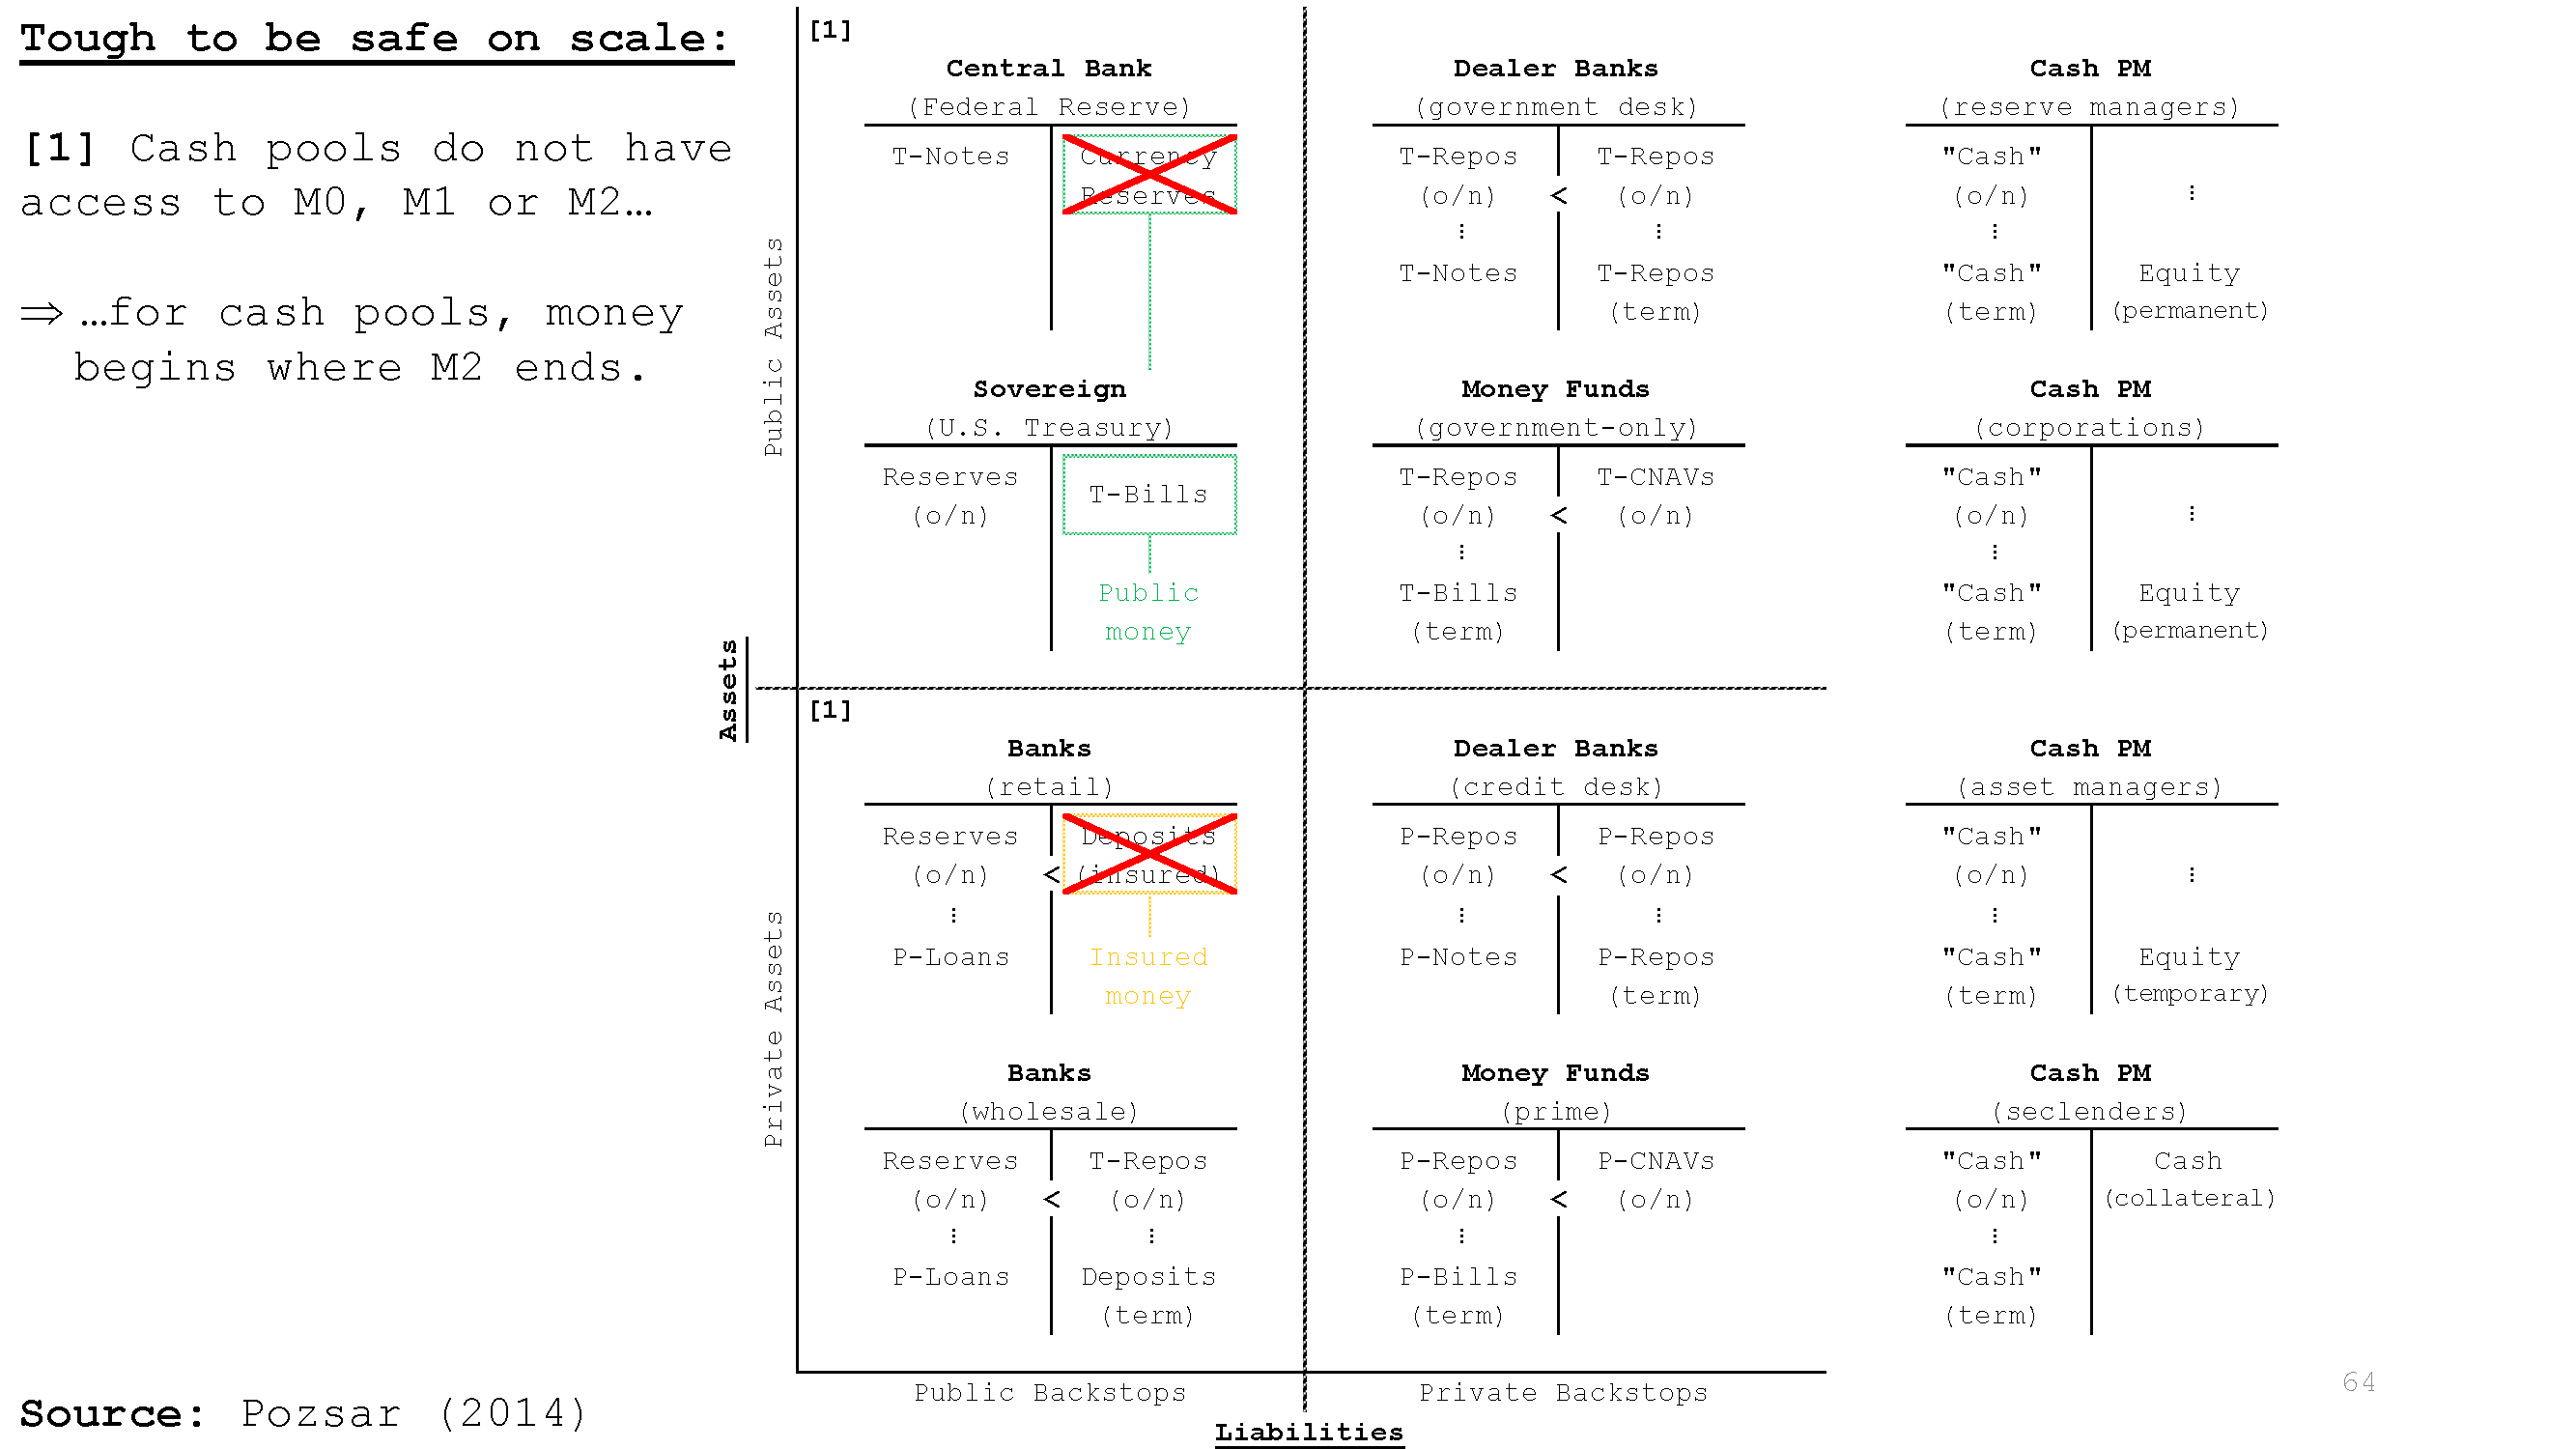 Tough to be safe on scale:
[1] Cash pools do not have
access to M0, M1 or M2…
⇒ …for cash pools, money
begins where M2 ends.
Source: Pozsar (2014)
Assets
Public Assets
Private Assets
[1]
Central Bank
(Federal Reserve)
T-Notes
Currency
Reserves
Sovereign
(U.S. Treasury)
Reserves
(o/n)
T-Bills
Public
money
Dealer Banks
(government desk)
T-Repos T-Repos
(o/n) < (o/n)
⋮ ⋮
T-Notes T-Repos
(term)
Money Funds
(government-only)
T-Repos T-CNAVs
(o/n) < (o/n)
⋮
T-Bills
(term)
Cash PM
(reserve managers)
"Cash"
(o/n) ⋮
⋮
"Cash" Equity
(term) (permanent)
Cash PM
(corporations)
"Cash"
(o/n) ⋮
⋮
"Cash" Equity
(term) (permanent)
[1]
Banks
(retail)
Reserves Deposits
(o/n) < (insured)
⋮
P-Loans Insured
money
Banks
(wholesale)
Reserves T-Repos
(o/n) < (o/n)
⋮ ⋮
P-Loans Deposits
(term)
Dealer Banks
(credit desk)
P-Repos P-Repos
(o/n) < (o/n)
⋮ ⋮
P-Notes P-Repos
(term)
Money Funds
(prime)
P-Repos P-CNAVs
(o/n) < (o/n)
⋮
P-Bills
(term)
Cash PM
(asset managers)
"Cash"
(o/n) ⋮
⋮
"Cash" Equity
(term) (temporary)
Cash PM
(seclenders)
"Cash" Cash
(o/n) (collateral)
⋮
"Cash"
(term)
Public Backstops
Private Backstops
Liabilities
64